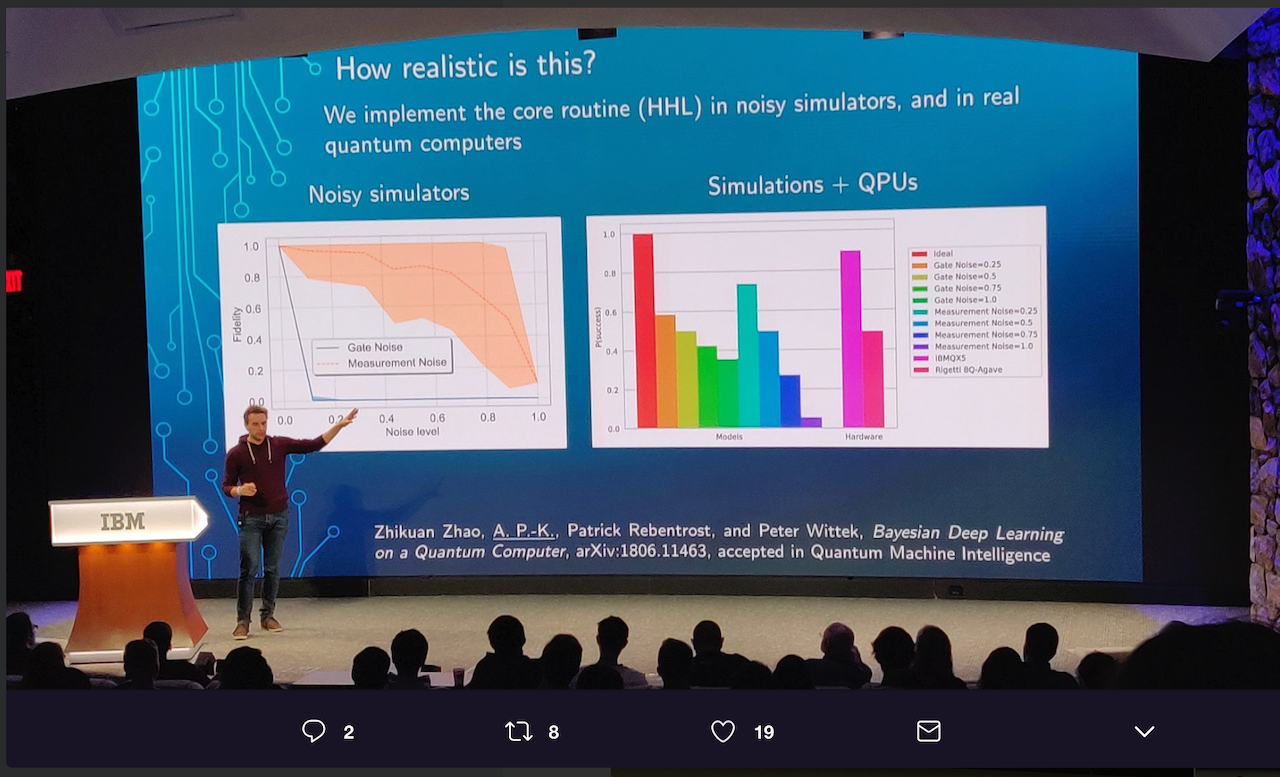 How realistic is this?
We implement the core routine (HHL) in noisy simulators, and in real
quantum computers
Noisy simulators
Simulations + QPUs
1.0
0.8
0.6
0.4
0.2
0.0
Fidelity
Gate Noise
Measurement Noise
0.0 0.2 0.4 0.6 0.8 1.0
Noise level
1.0
0.8
0.6
0.4
0.2
0.0
P(success)
Models Hardware
Ideal
Gate Noise=0.25
Gate Noise=0.5
Gate Noise=0.75
Gate Noise=1.0
Measurement Noise=0.25
Measurement Noise=0.5
Measurement Noise=0.75
Measurement Noise=1.0
IBMQX5
Rigetti 8Q-Agave
IBM
Zhikuan Zhao, A. P.-K., Patrick Rebentrost, and Peter Wittek, Bayesian Deep Learning
on a Quantum Computer, arXiv:1806.11463, accepted in Quantum Machine Intelligence
2 8 19